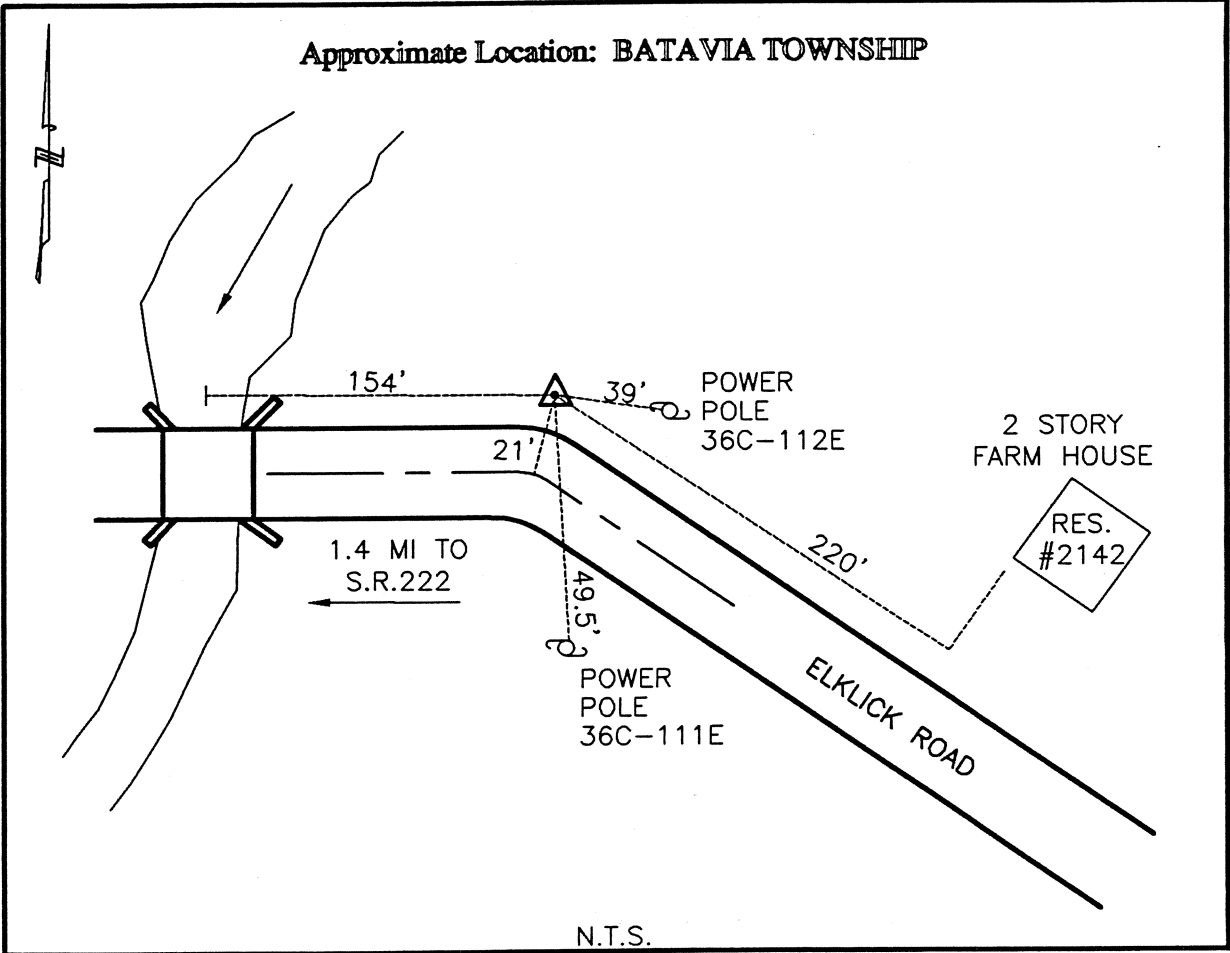 Approximate Location: BATAVIA TOWNSHIP
N
154'
39'
POWER
POLE
36C-112E
21'
2 STORY
FARM HOUSE
RES.
#2142
220'
1.4 MI TO
S.R.222
49.5'
POWER
POLE
36C-111E
ELKLICK ROAD
N.T.S.